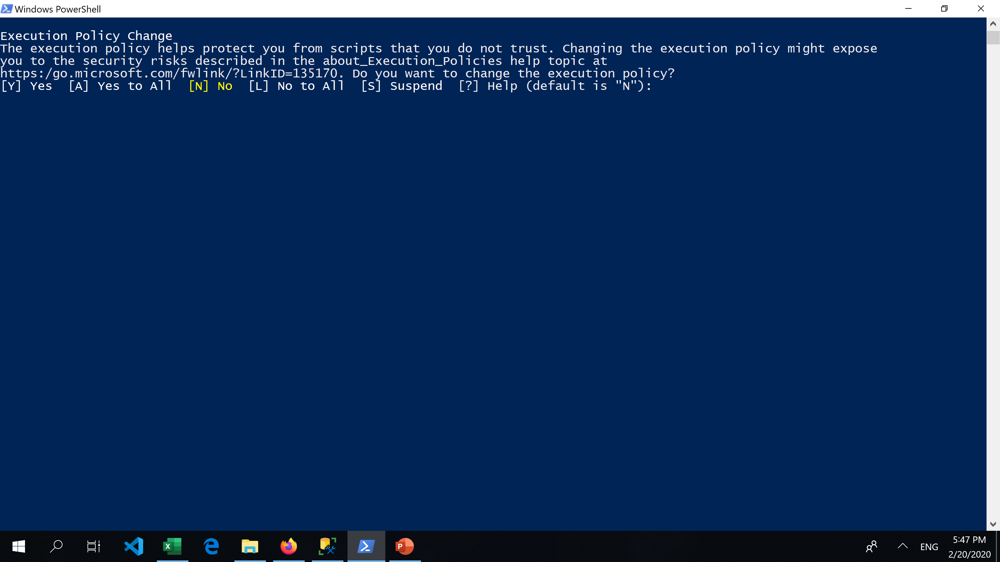 Windows PowerShell
Execution Policy Change
The execution policy helps protect you from scripts that you do not trust. Changing the execution policy might expose
you to the security risks described in the about_Execution_Policies help topic at
https:/go.microsoft.com/fwlink/?LinkID=135170. Do you want to change the execution policy?
[Y] Yes  [A] Yes to All  [N] No  [L] No to All  [S] Suspend  [?] Help (default is "N"):
X
P
ENG
5:47 PM
2/20/2020